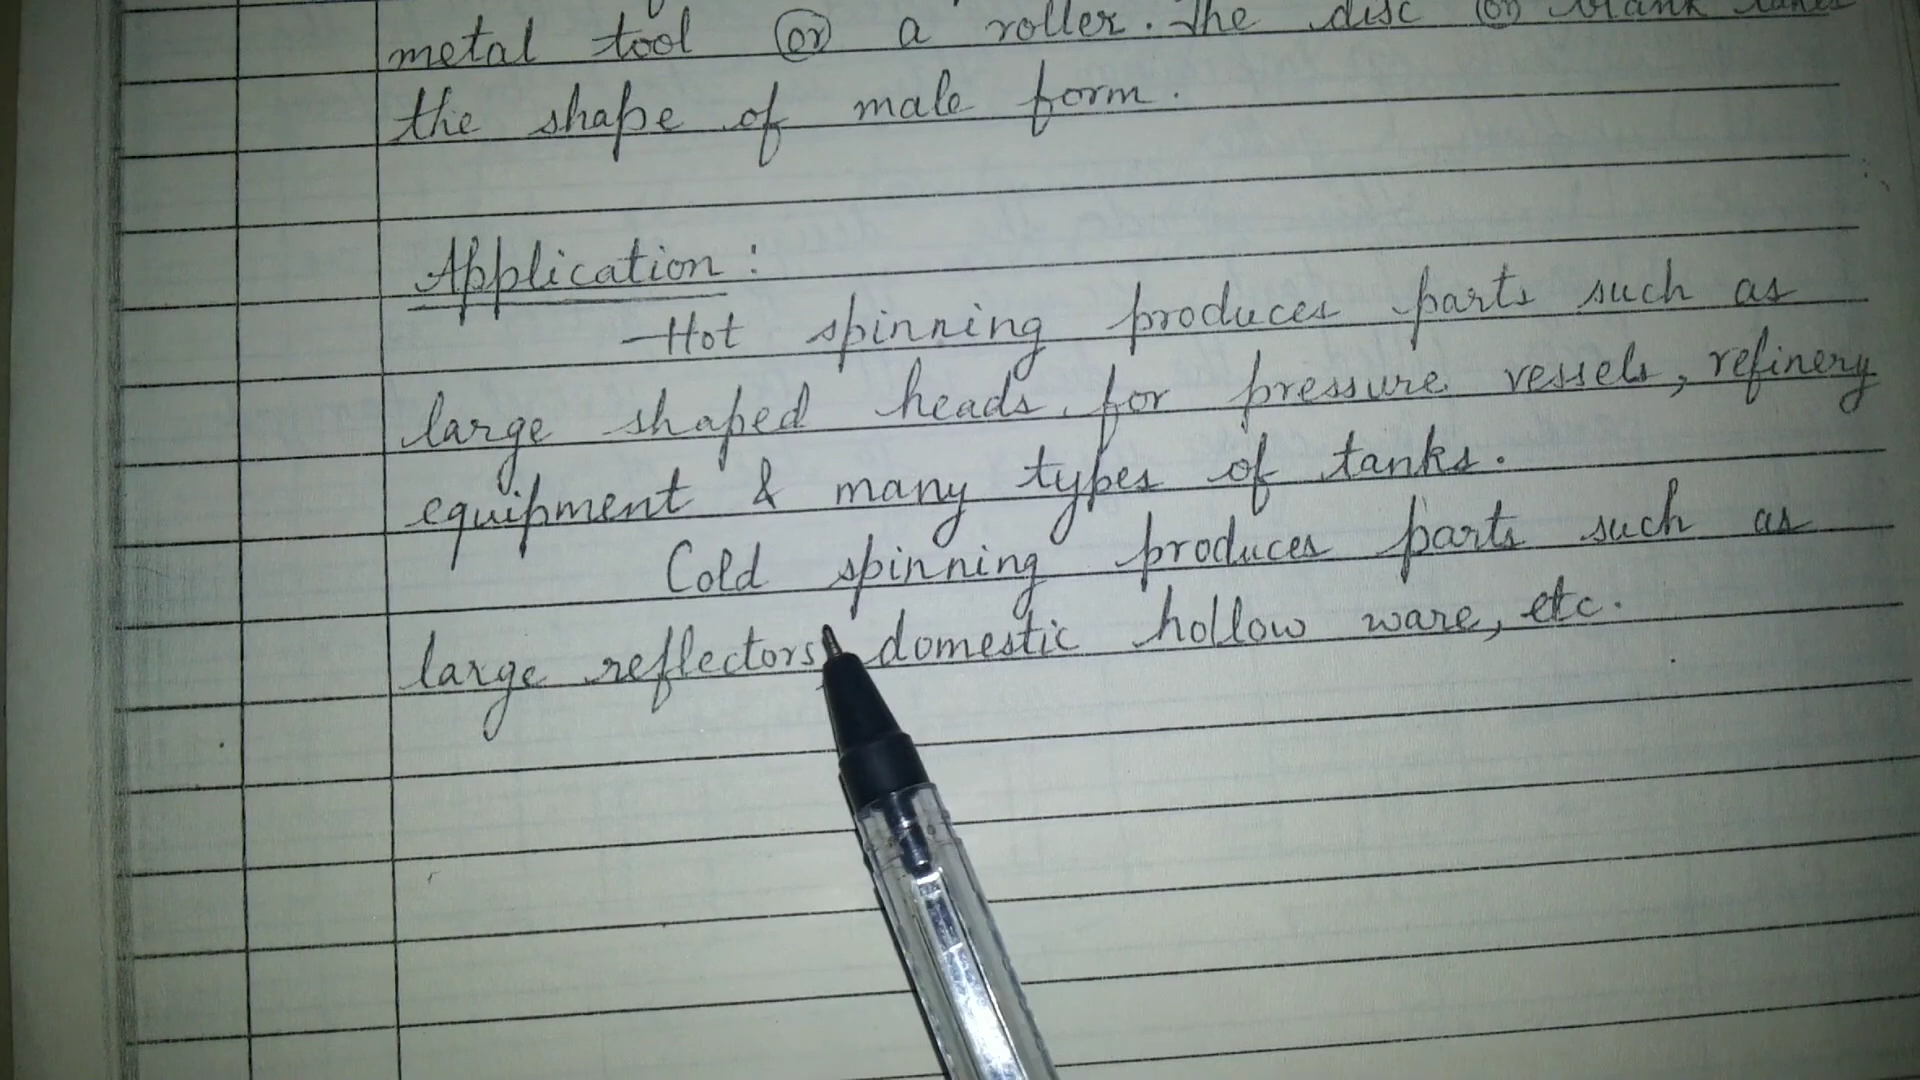 metal tool or a roller. The disc or blank takes
the shape of male form.
Application :
Hot spinning produces parts such as
large shaped heads for pressure vessels, refinery
equipment & many types of tanks.
Cold spinning produces parts such as
large reflectors, domestic hollow ware, etc.